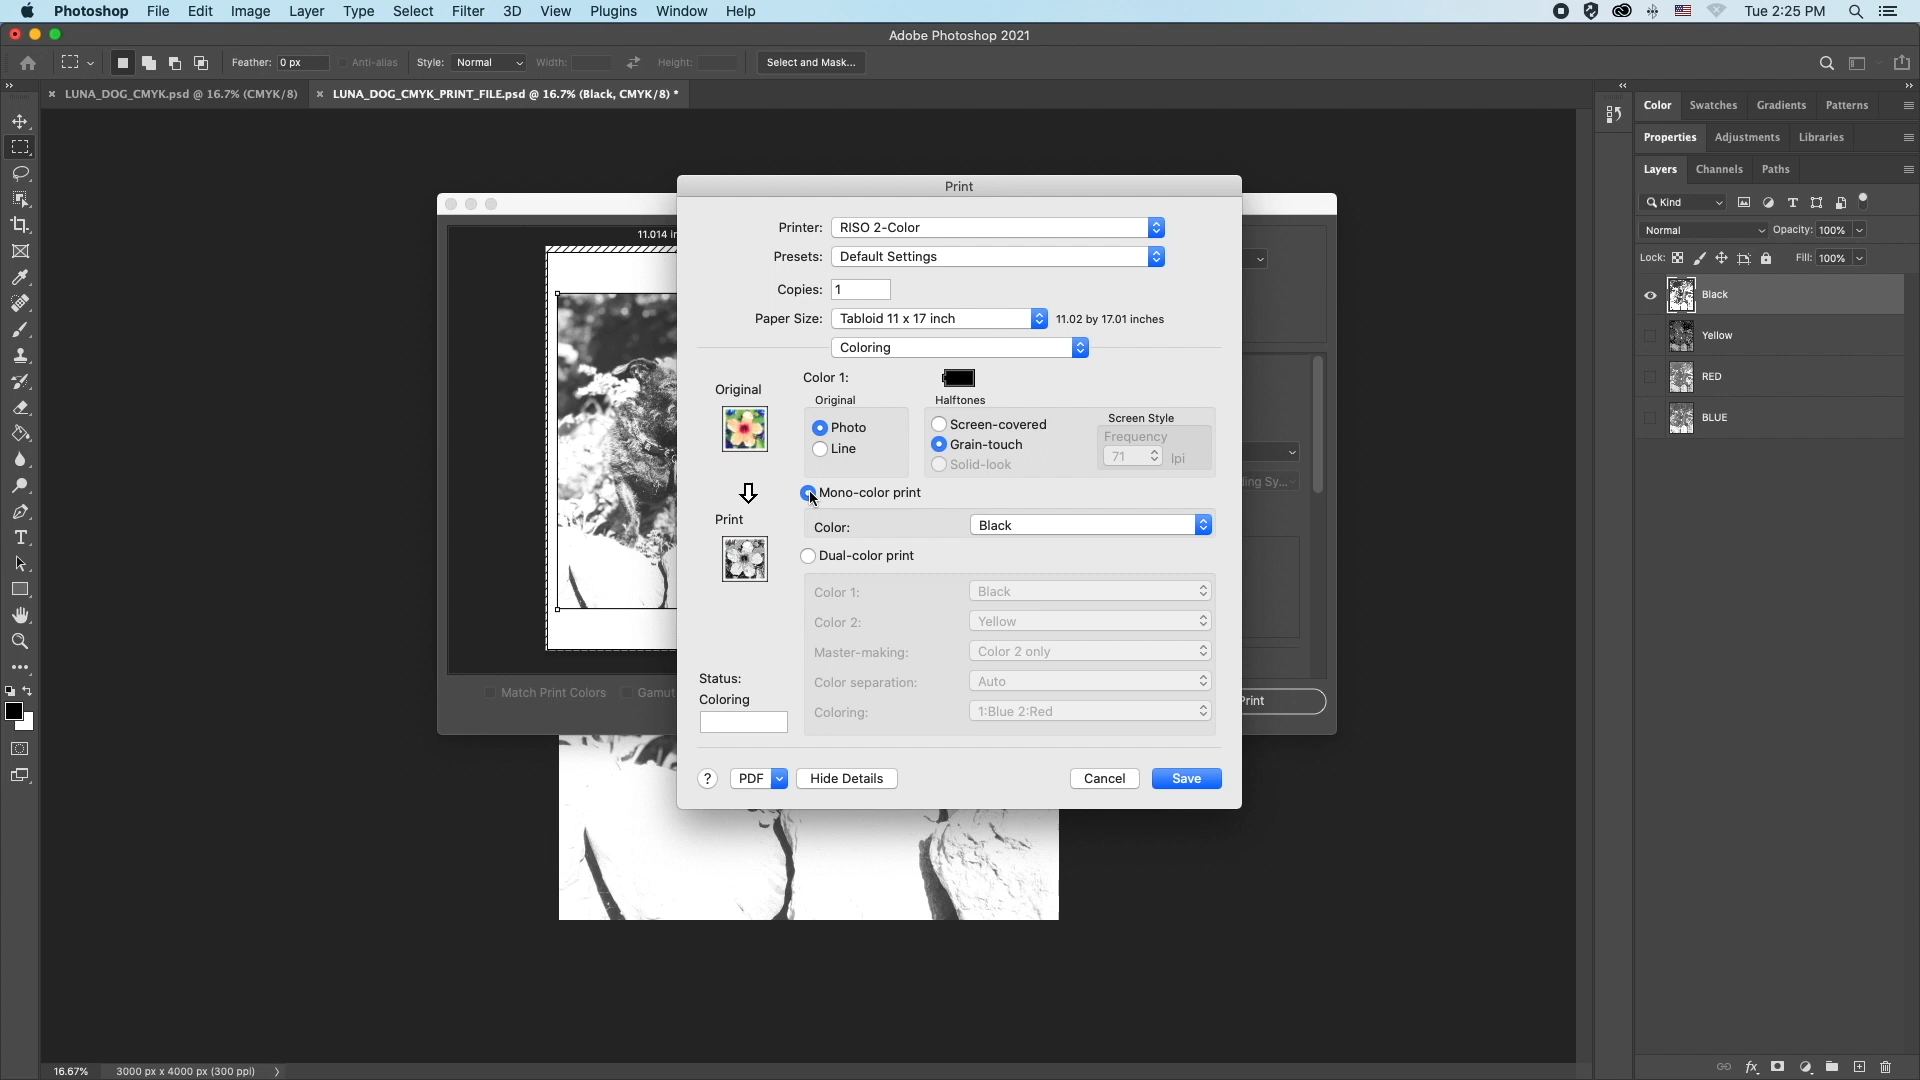 Photoshop File Edit Image Layer Type Select Filter 3D View Plugins Window Help Tue 2:25 PM
Adobe Photoshop 2021
Feather: 0 px Anti-alias Style: Normal Width: Height: Select and Mask...
LUNA_DOG_CMYK.psd @ 16.7% (CMYK/8) LUNA_DOG_CMYK_PRINT_FILE.psd @ 16.7% (Black, CMYK/8) *
Color Swatches Gradients Patterns
Properties Adjustments Libraries
Layers Channels Paths
Kind
Normal Opacity: 100%
Lock: Fill: 100%
Black
Yellow
RED
BLUE
11.014 in
Match Print Colors
Print
Print
Printer: RISO 2-Color
Presets: Default Settings
Copies: 1
Paper Size: Tabloid 11 x 17 inch 11.02 by 17.01 inches
Coloring
Original
Print
Status:
Coloring
Color 1:
Original
Photo
Line
Halftones
Screen-covered
Grain-touch
Solid-look
Screen Style
Frequency
71 lpi
Mono-color print
Color: Black
Dual-color print
Color 1: Black
Color 2: Yellow
Master-making: Color 2 only
Color separation: Auto
Coloring: 1:Blue 2:Red
? PDF Hide Details Cancel Save
16.67% 3000 px x 4000 px (300 ppi)